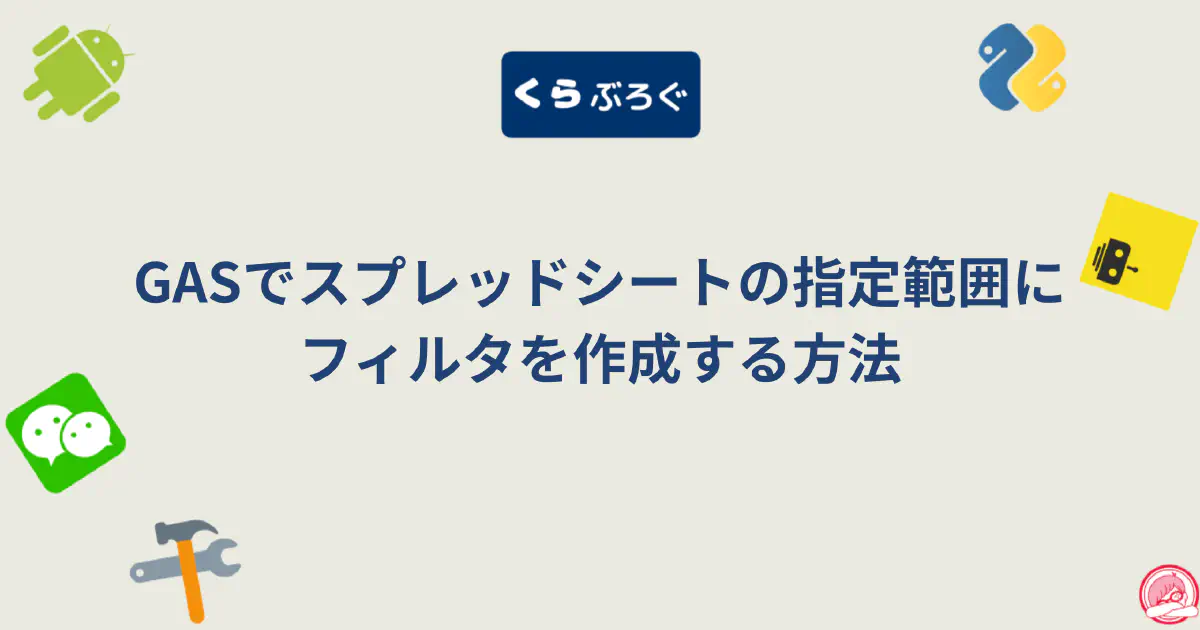 くらぶろぐ
GASでスプレッドシートの指定範囲に
フィルタを作成する方法